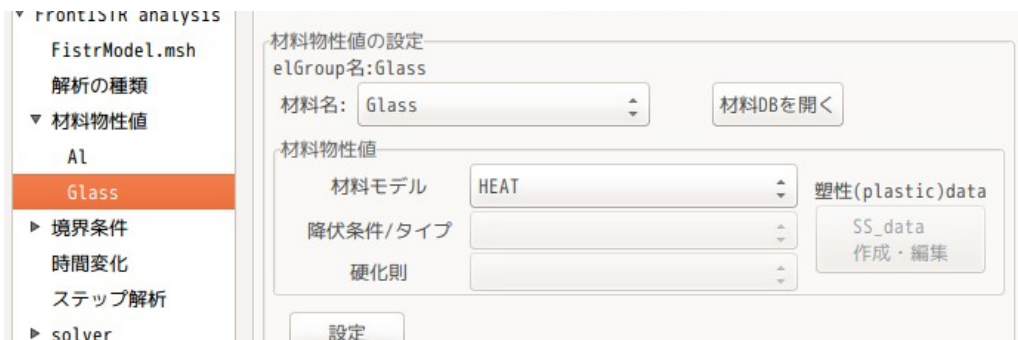 FrontISTR analysis
FistrModel.msh
解析の種類
材料物性値
Al
Glass
境界条件
時間変化
ステップ解析
solver
材料物性値の設定
elGroup名:Glass
材料名: Glass 材料DBを開く
材料物性値
材料モデル HEAT
塑性(plastic)data
降伏条件/タイプ
SS_data
作成・編集
硬化則
設定